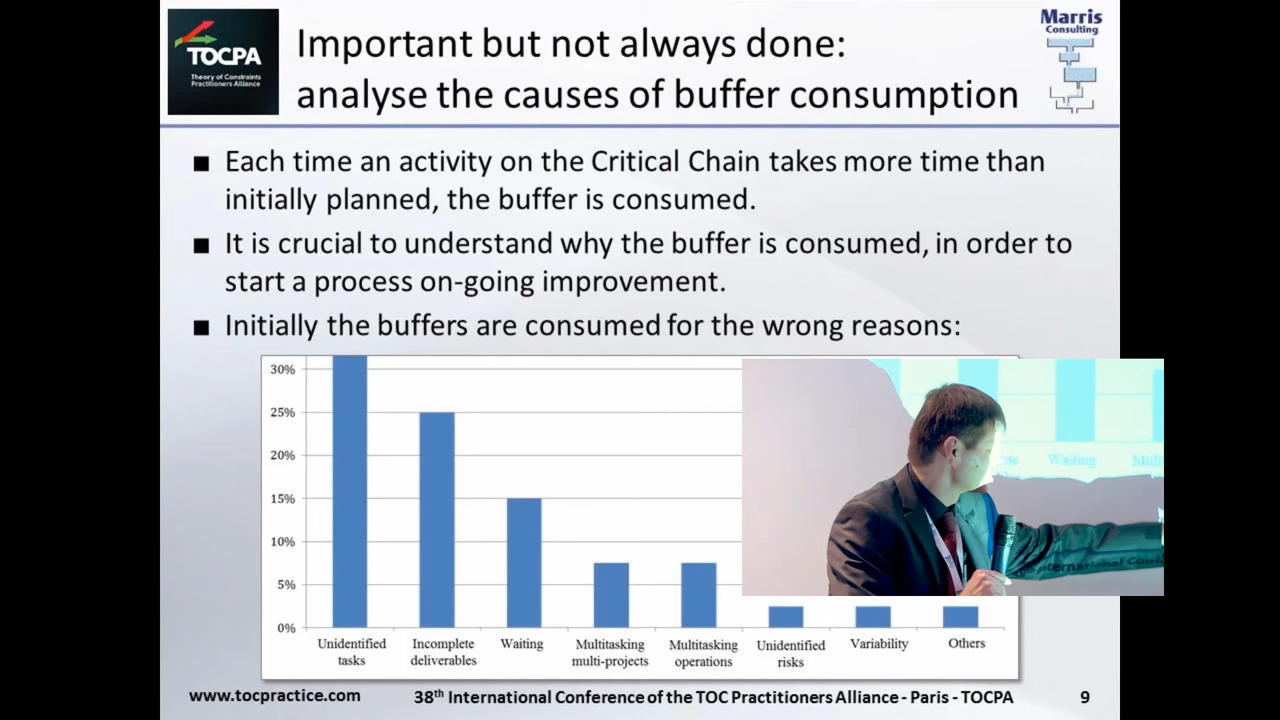 TOCPA
Theory of Constraints
Practitioners Alliance
Important but not always done:
analyse the causes of buffer consumption
Marris
Consulting
■ Each time an activity on the Critical Chain takes more time than
initially planned, the buffer is consumed.
■ It is crucial to understand why the buffer is consumed, in order to
start a process on-going improvement.
■ Initially the buffers are consumed for the wrong reasons:
30%
25%
20%
15%
10%
5%
0%
Unidentified
tasks
Incomplete
deliverables
Waiting
Multitasking
multi-projects
Multitasking
operations
Unidentified
risks
Variability
Others
Waiting
International
www.tocpractice.com
38th International Conference of the TOC Practitioners Alliance - Paris - TOCPA
9